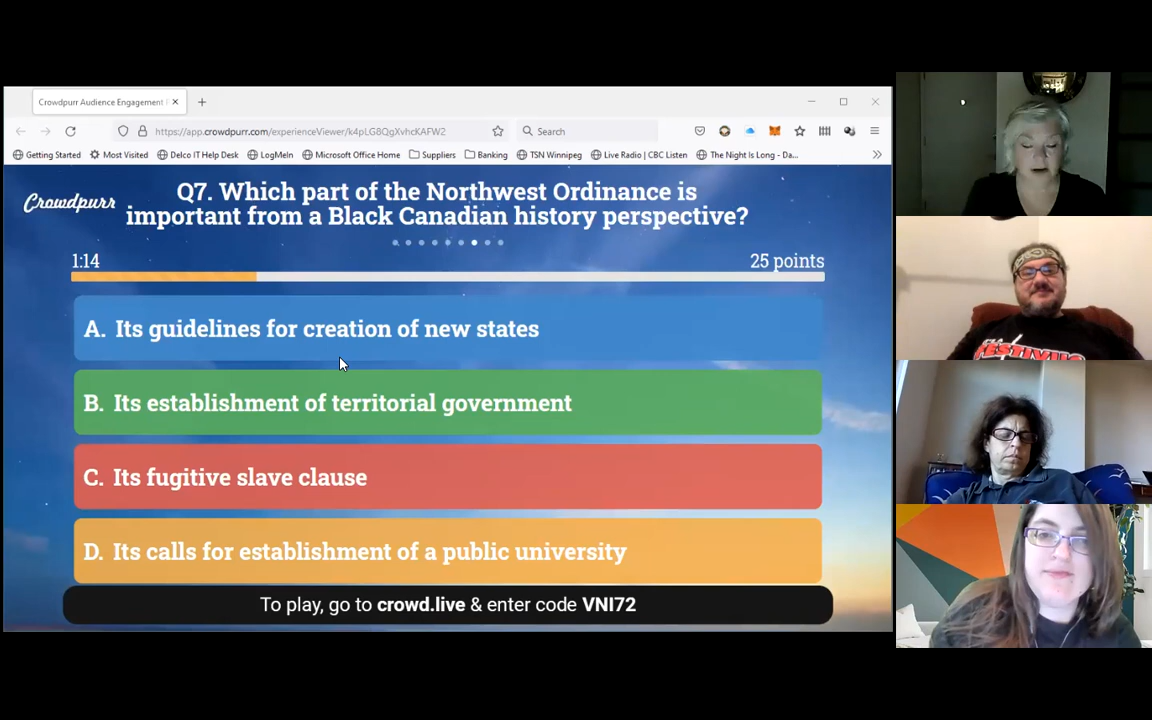 Crowdpurr Audience Engagement
https://app.crowdpurr.com/experienceViewer/k4pLG8QgXvhcKAFW2
Search
Getting Started Most Visited Delco IT Help Desk LogMeIn Microsoft Office Home Suppliers Banking TSN Winnipeg Live Radio | CBC Listen The Night Is Long - Da...
Crowdpurr
Q7. Which part of the Northwest Ordinance is
important from a Black Canadian history perspective?
1:14
25 points
A. Its guidelines for creation of new states
B. Its establishment of territorial government
C. Its fugitive slave clause
D. Its calls for establishment of a public university
To play, go to crowd.live & enter code VNI72
FESTIVUS